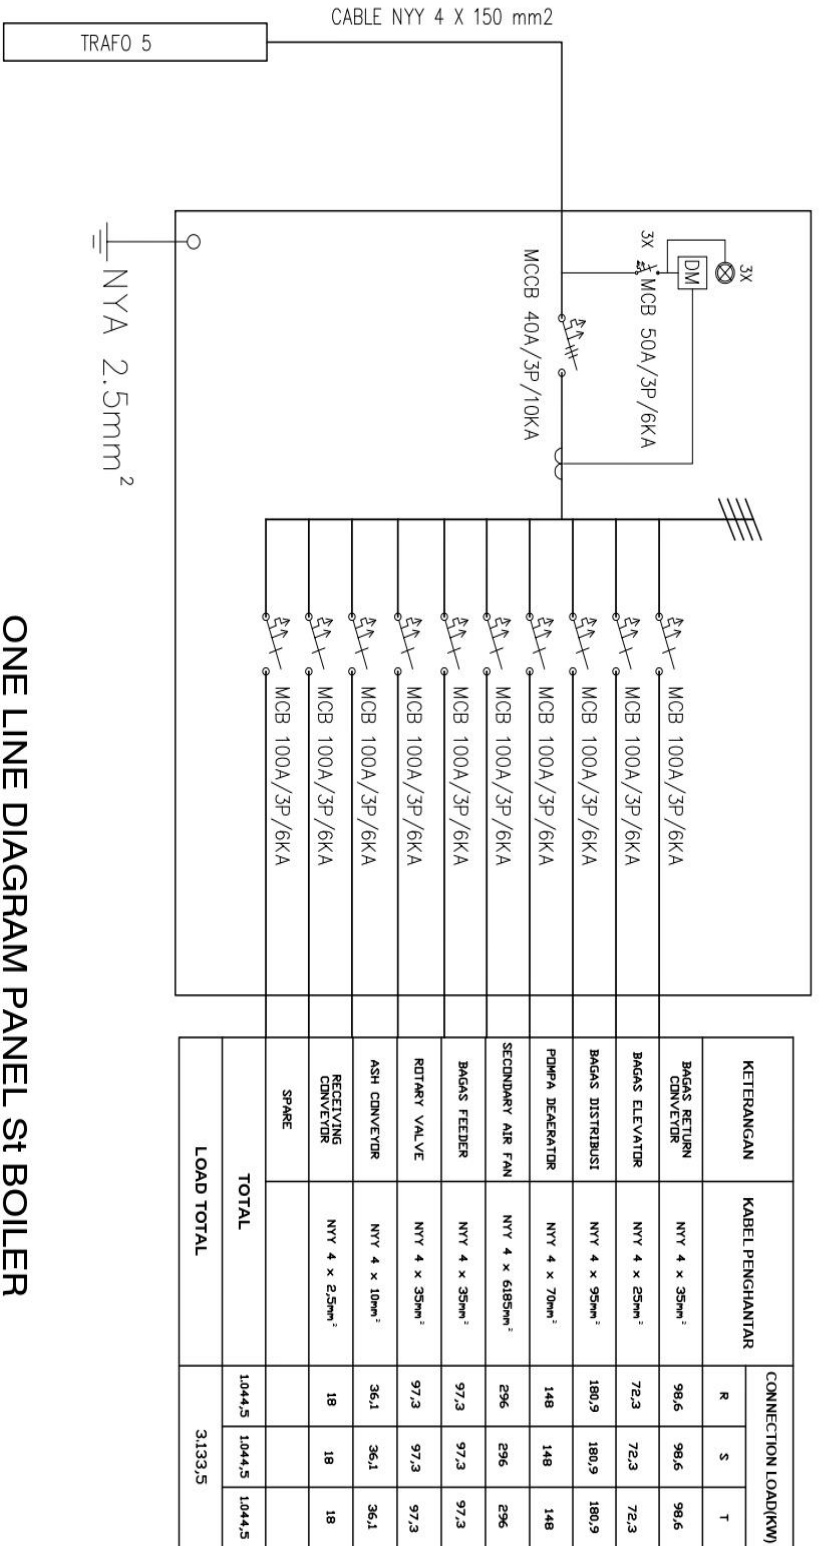 CABLE NYY 4 X 150 mm2
TRAFO 5
3X
DM
3X
MCB 50A/3P/6KA
MCCB 40A/3P/10KA
NYA 2.5mm²
MCB 100A/3P/6KA
MCB 100A/3P/6KA
MCB 100A/3P/6KA
MCB 100A/3P/6KA
MCB 100A/3P/6KA
MCB 100A/3P/6KA
MCB 100A/3P/6KA
MCB 100A/3P/6KA
MCB 100A/3P/6KA
MCB 100A/3P/6KA
KETERANGAN KABEL PENGHANTAR CONNECTION LOAD(KW)
R S T
BAGAS RETURN
CONVEYOR NYY 4 x 35mm² 98,6 98,6 98,6
BAGAS ELEVATOR NYY 4 x 25mm² 72,3 72,3 72,3
BAGAS DISTRIBUSI NYY 4 x 95mm² 180,9 180,9 180,9
POMPA DEAERATOR NYY 4 x 70mm² 148 148 148
SECONDARY AIR FAN NYY 4 x 6185mm² 296 296 296
BAGAS FEEDER NYY 4 x 35mm² 97,3 97,3 97,3
ROTARY VALVE NYY 4 x 35mm² 97,3 97,3 97,3
ASH CONVEYOR NYY 4 x 10mm² 36,1 36,1 36,1
RECEIVING
CONVEYOR NYY 4 x 2,5mm² 18 18 18
SPARE
TOTAL 1.044,5 1.044,5 1.044,5
LOAD TOTAL 3.133,5
ONE LINE DIAGRAM PANEL St BOILER